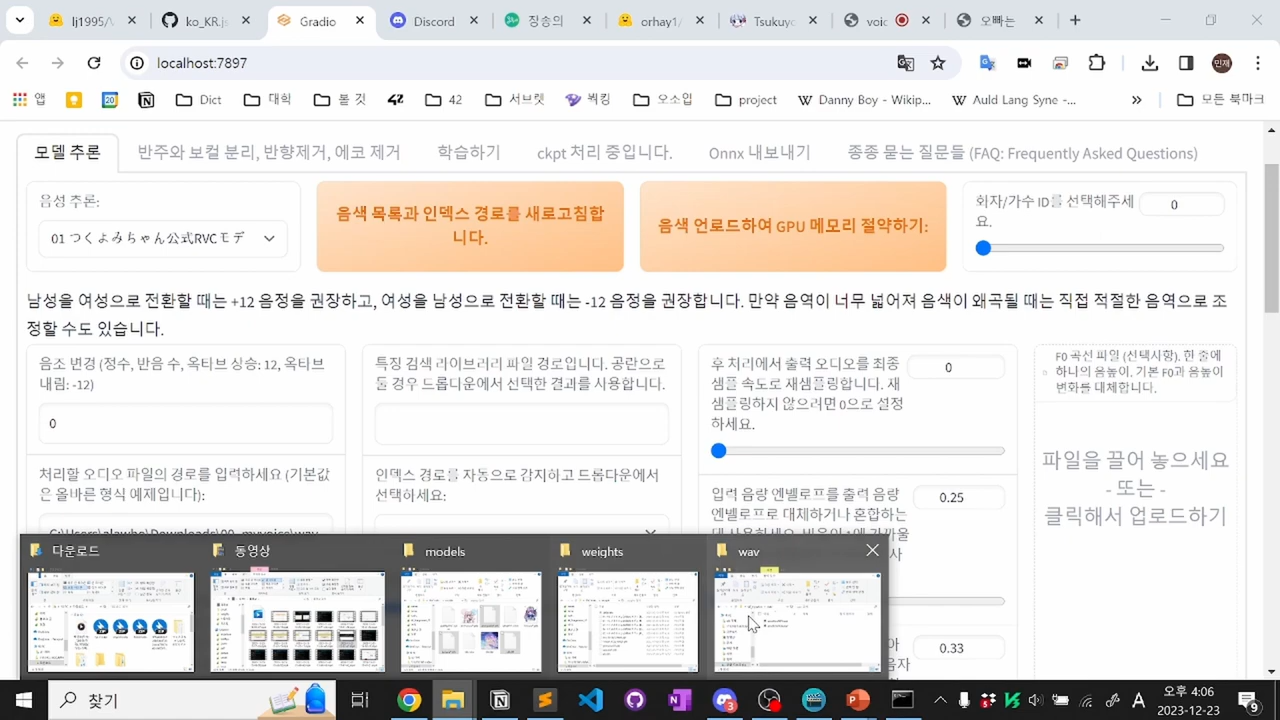 lj1995/
ko_KR.js
Gradio
Discord
장송의
orhay1/
Tsukuyc
voic
오빠는
localhost:7897
앱
Dict
대학
볼 깃
42
서브렛
뤽킹
오소입
project
Danny Boy - Wikip...
Auld Lang Syne -...
모든 북마크
모델 추론
반주와 보컬 분리, 반향제거, 에코 제거
학습하기
ckpt 처리 중입니다.
Onnx 내보내기
종종 묻는 질문들 (FAQ: Frequently Asked Questions)
음성 추론:
01 つくよみちゃん公式RVCモデ
음색 목록과 인덱스 경로를 새로고침합
니다.
음색 언로드하여 GPU 메모리 절약하기:
화자/가수 ID를 선택해주세
요.
0
남성을 여성으로 전환할 때는 +12 음정을 권장하고, 여성을 남성으로 전환할 때는 -12 음정을 권장합니다. 만약 음역이 너무 넓어져 음색이 왜곡될 때는 직접 적절한 음역으로 조
정할 수도 있습니다.
음조 변경 (정수, 반음 수, 옥티브 상승: 12, 옥티브
내림: -12)
0
처리할 오디오 파일의 경로를 입력하세요 (기본값
은 올바른 형식 예제입니다):
특징 검색 라이브러리 파일 경로입니다. 공란으로
둘 경우 드롭다운에서 선택한 결과를 사용합니다.
인덱스 경로를 자동으로 감지하고 드롭다운에서
선택하세요:
후 처리에서 출력 오디오를 최종
샘플 속도로 재샘플링합니다. 재
샘플링하지 않으려면 0으로 설정
하세요.
0
입력 음량 엔벨로프를 출력 음량
엔벨로프로 대체하거나 혼합하는
0.25
0.33
F0 곡선 파일 (선택사항). 한 줄에
하나의 음높이, 기본 F0과 음높이
변화를 대체합니다.
파일을 끌어 놓으세요
- 또는 -
클릭해서 업로드하기
다운로드
동영상
models
weights
wav
찾기
A
오후 4:06
2023-12-23
9